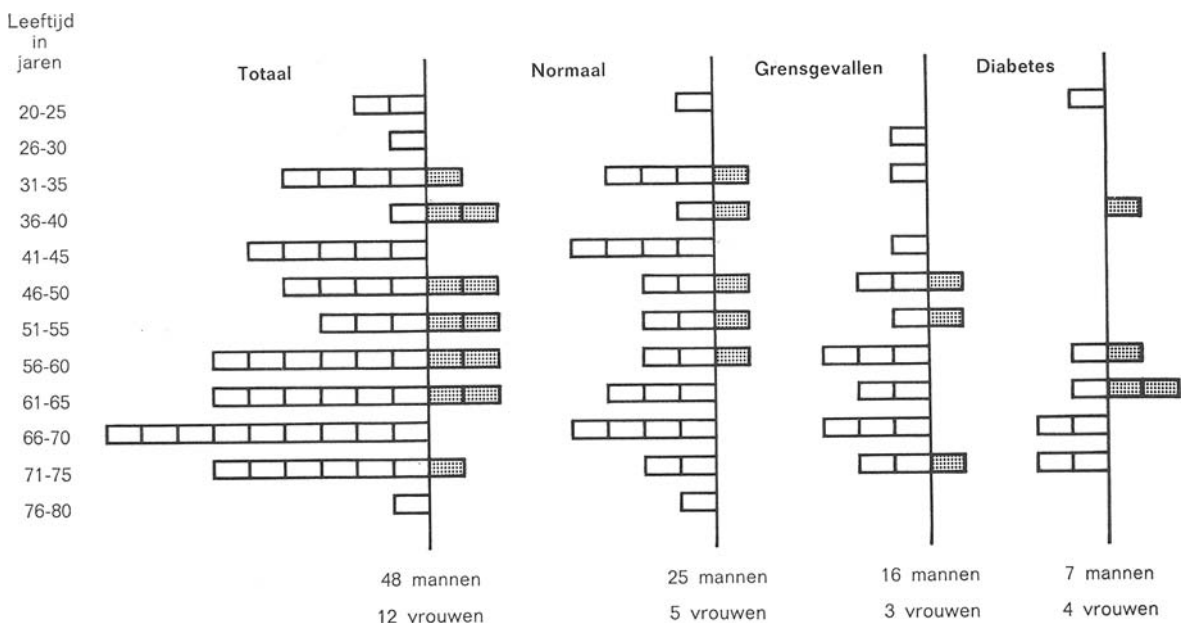 Leeftijd
in
jaren
Totaal
Normaal
Grensgevallen
Diabetes
20-25
26-30
31-35
36-40
41-45
46-50
51-55
56-60
61-65
66-70
71-75
76-80
48 mannen
25 mannen
16 mannen
7 mannen
12 vrouwen
5 vrouwen
3 vrouwen
4 vrouwen